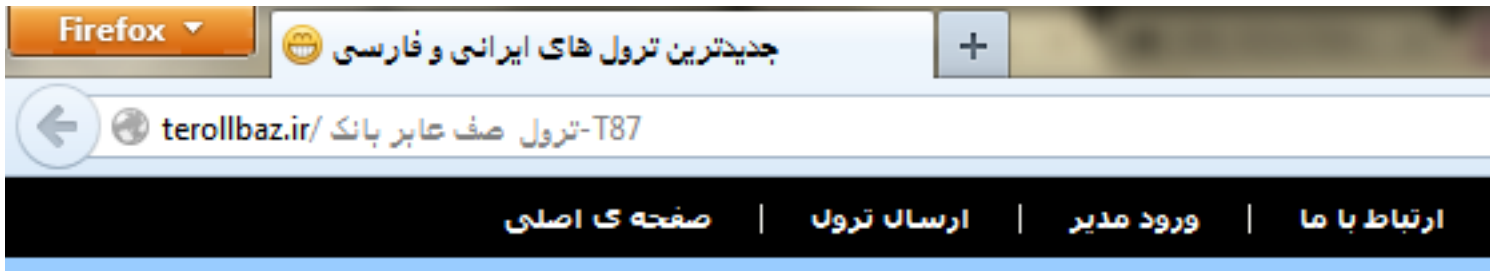 Firefox
جدیدترین ترول های ایرانی و فارسی
terollbaz.ir/ترول صف عابر بانک-T87
صفحه ی اصلی | ارسال ترول | ورود مدیر | ارتباط با ما